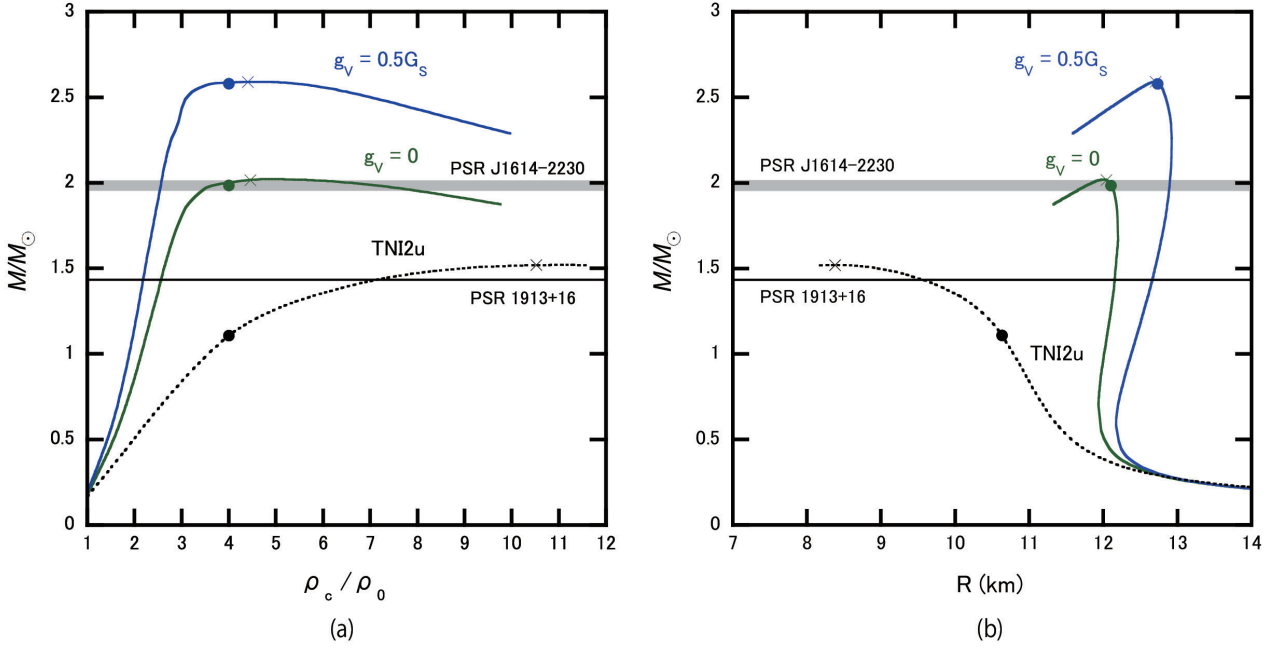 3
2.5
2
1.5
1
0.5
0
M/M☉
g_V = 0.5G_S
g_V = 0
PSR J1614-2230
TNI2u
PSR 1913+16
1 2 3 4 5 6 7 8 9 10 11 12
ρ_c / ρ_0
(a)
3
2.5
2
1.5
1
0.5
0
M/M☉
g_V = 0.5G_S
PSR J1614-2230
g_V = 0
PSR 1913+16
TNI2u
7 8 9 10 11 12 13 14
R (km)
(b)